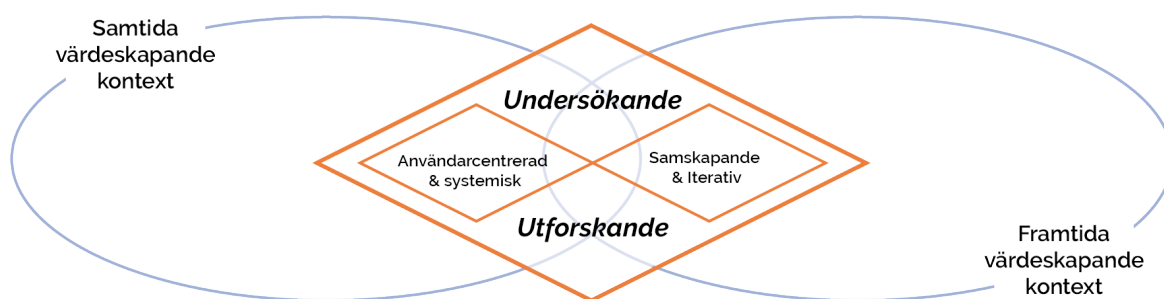 Samtida
värdeskapande
kontext
Undersökande
Användarcentrerad
& systemisk
Samskapande
& Iterativ
Utforskande
Framtida
värdeskapande
kontext